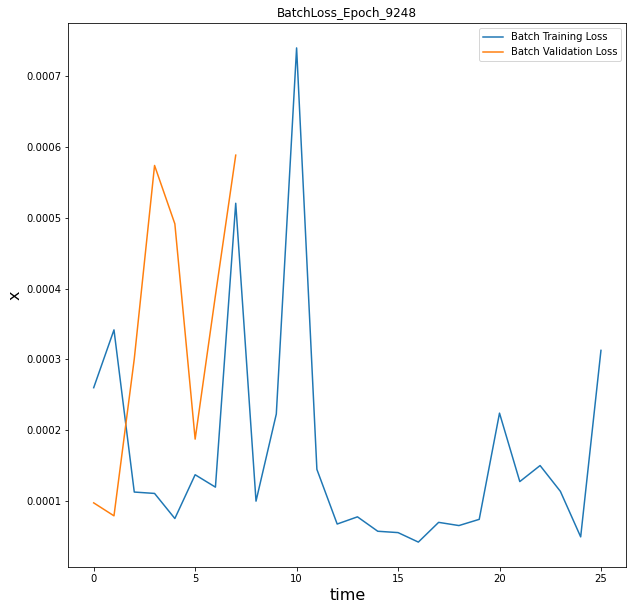 BatchLoss_Epoch_9248
Batch Training Loss
Batch Validation Loss
0.0007
0.0006
0.0005
0.0004
0.0003
0.0002
0.0001
x
0 5 10 15 20 25
time